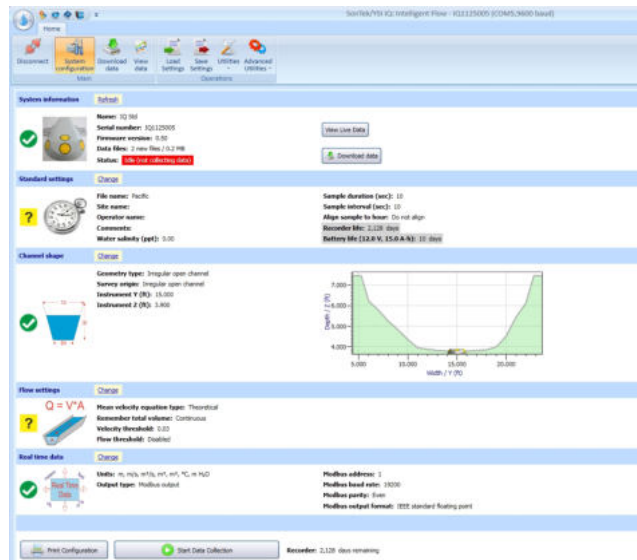 SonTek/YSI IQ: Intelligent Flow - IQ1125005 (COM5,9600 baud)
Home
Disconnect
System configuration
Download data
View data
Load Settings
Save Settings
Utilities
Advanced Utilities
Main
Operations
System information Refresh
Name: IQ Std
Serial number: IQ1125005
Firmware version: 0.50
Data files: 2 new files / 0.2 MB
Status: Idle (not collecting data)
View Live Data
Download data
Standard settings Change
File name: Pacific
Site name:
Operator name:
Comments:
Water salinity (ppt): 0.00
Sample duration (sec): 10
Sample interval (sec): 10
Align sample to hour: Do not align
Recorder life: 2,128 days
Battery life (12.0 V, 15.0 A·h): 10 days
Channel shape Change
Geometry type: Irregular open channel
Survey origin: Irregular open channel
Instrument Y (ft): 15.000
Instrument Z (ft): 3.900
Depth / Z (ft)
7.000
6.000
5.000
4.000
5.000 10.000 15.000 20.000
Width / Y (ft)
Flow settings Change
Q = V*A
Mean velocity equation type: Theoretical
Remember total volume: Continuous
Velocity threshold: 0.03
Flow threshold: Disabled
Real time data Change
Real Time Data
Units: m, m/s, m³/s, m³, m², °C, m H2O
Output type: Modbus output
Modbus address: 1
Modbus baud rate: 19200
Modbus parity: Even
Modbus output format: IEEE standard floating point
Print Configuration
Start Data Collection
Recorder: 2,128 days remaining